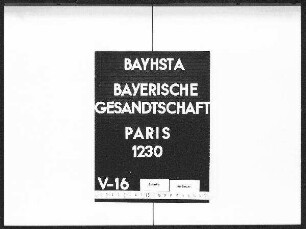 BAYHSTA
BAYERISCHE
GESANDTSCHAFT
PARIS
1230
V-16